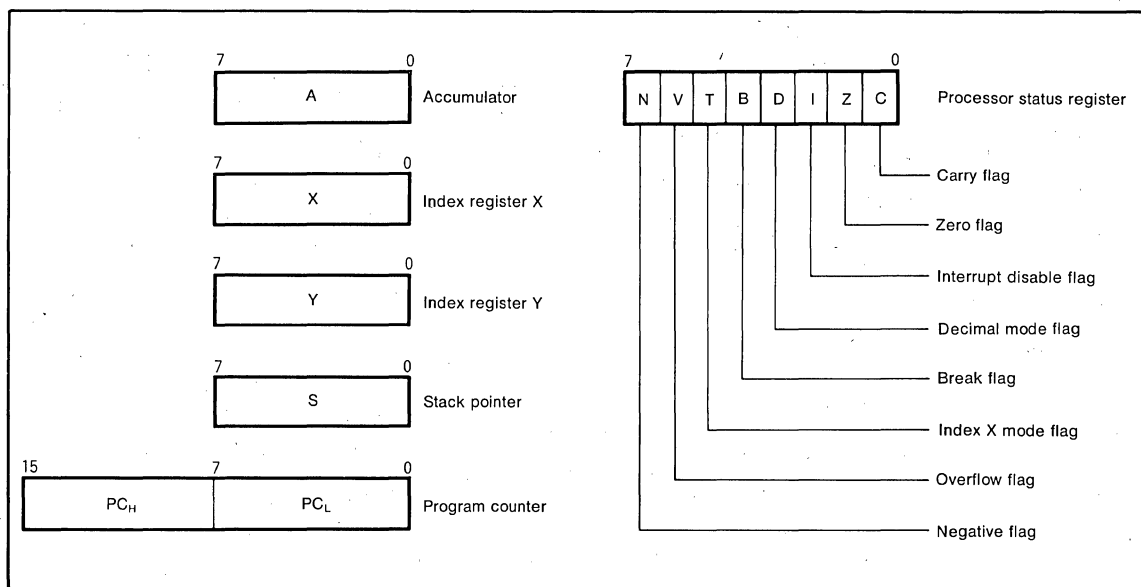 7 0
A
Accumulator
7 0
X
Index register X
7 0
Y
Index register Y
7 0
S
Stack pointer
15 7 0
PCH PCL
Program counter
7 0
N V T B D I Z C
Processor status register
Carry flag
Zero flag
Interrupt disable flag
Decimal mode flag
Break flag
Index X mode flag
Overflow flag
Negative flag